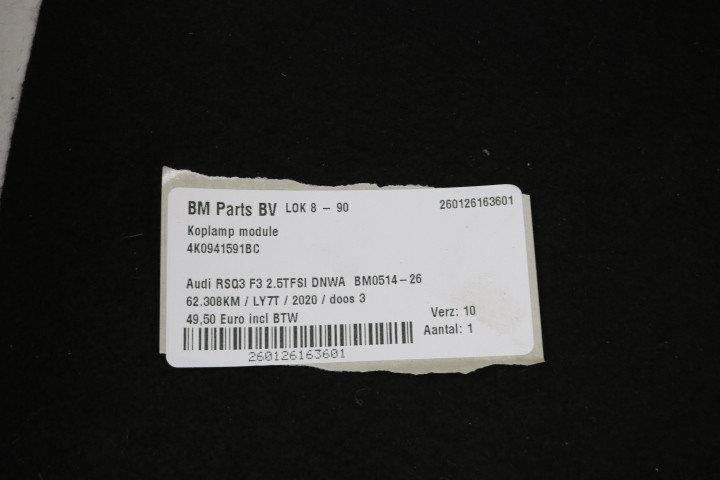 BM Parts BV LOK 8 - 90 260126163601
Koplamp module
4K0941591BC
Audi RSQ3 F3 2.5TFSI DNWA BM0514-26
62.308KM / LY7T / 2020 / doos 3
49,50 Euro incl BTW Verz: 10
Aantal: 1
260126163601